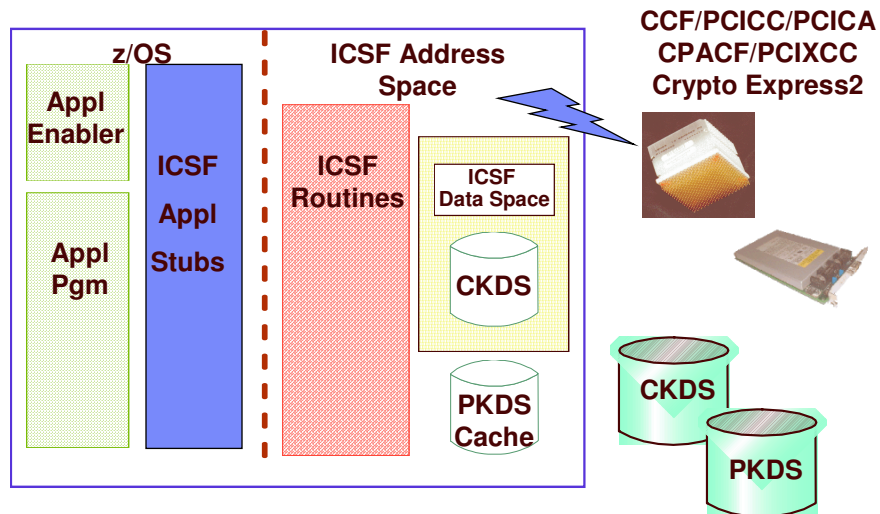 z/OS
Appl
Enabler
Appl
Pgm
ICSF
Appl
Stubs
ICSF Address
Space
ICSF
Routines
ICSF
Data Space
CKDS
PKDS
Cache
CCF/PCICC/PCICA
CPACF/PCIXCC
Crypto Express2
CKDS
PKDS